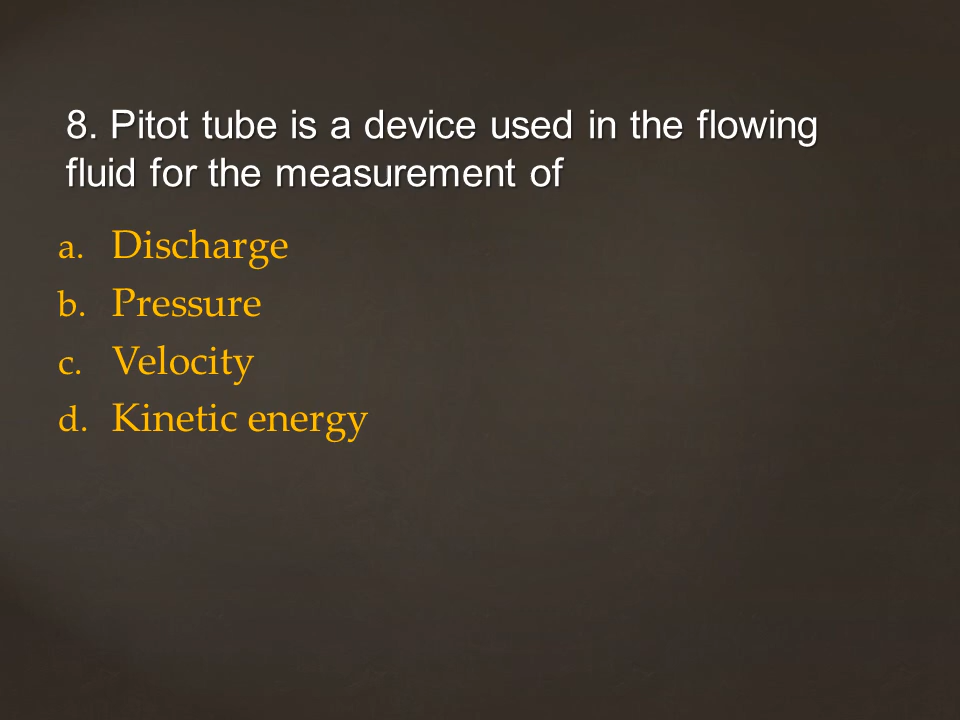 8. Pitot tube is a device used in the flowing
fluid for the measurement of
a. Discharge
b. Pressure
c. Velocity
d. Kinetic energy